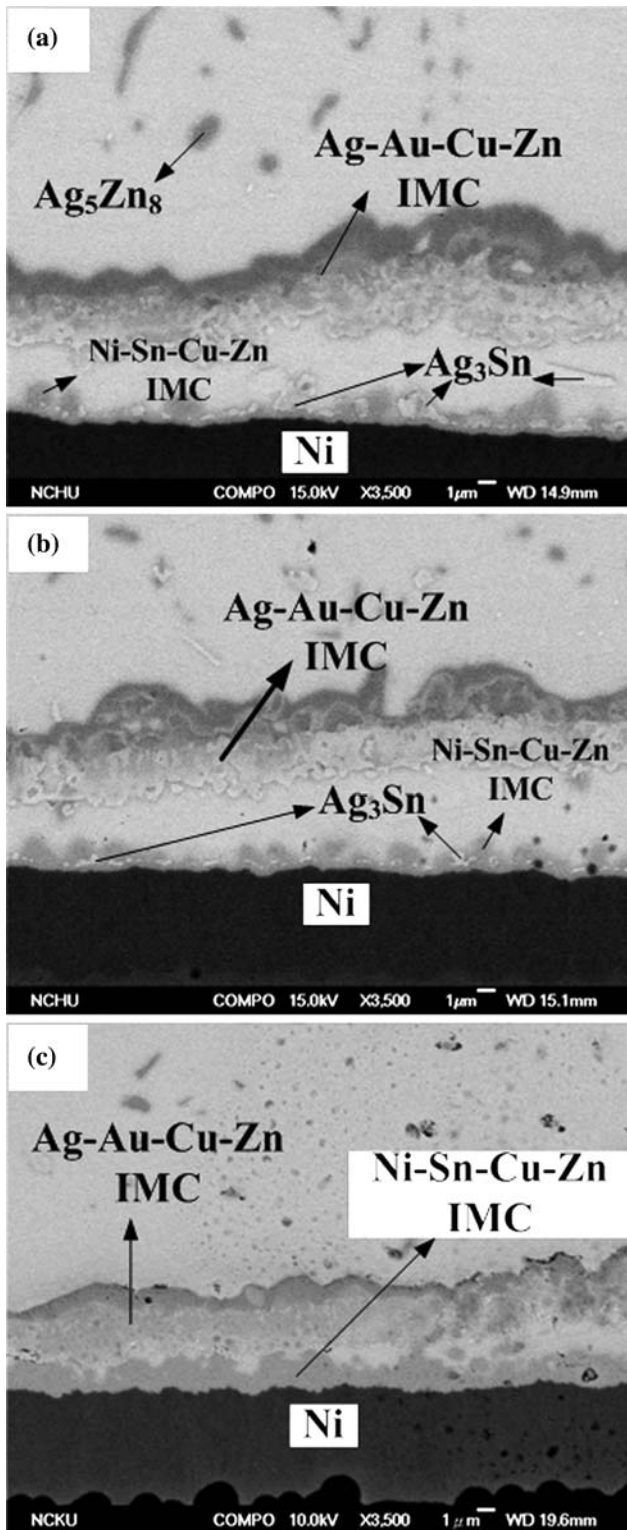 (a)
Ag-Au-Cu-Zn
IMC
Ag₅Zn₈
Ni-Sn-Cu-Zn
IMC
Ag₃Sn
Ni
NCHU COMPO 15.0kV X3,500 1μm WD 14.9mm
(b)
Ag-Au-Cu-Zn
IMC
Ni-Sn-Cu-Zn
IMC
Ag₃Sn
Ni
NCHU COMPO 15.0kV X3,500 1μm WD 15.1mm
(c)
Ag-Au-Cu-Zn
IMC
Ni-Sn-Cu-Zn
IMC
Ni
NCKU COMPO 10.0kV X3,500 1μm WD 19.6mm